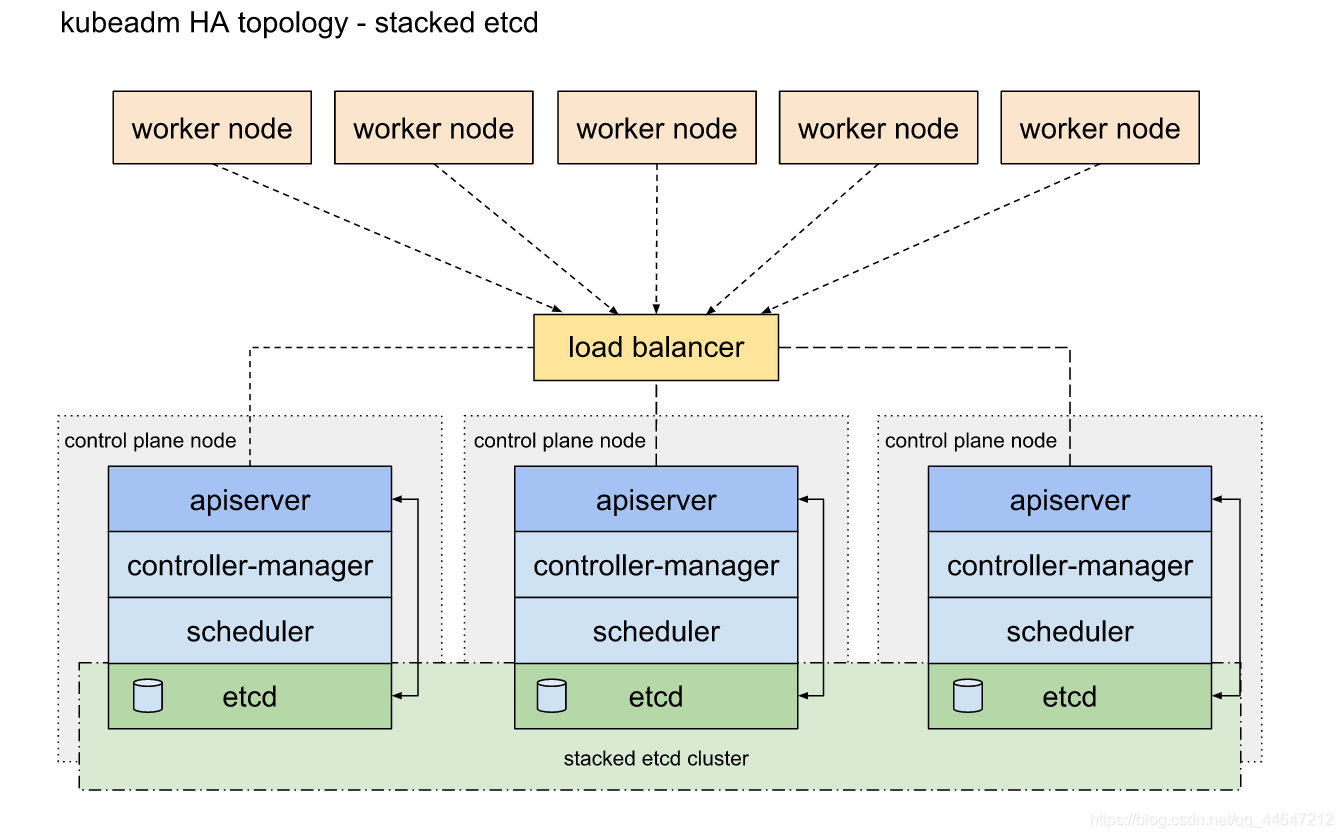 kubeadm HA topology - stacked etcd
worker node
worker node
worker node
worker node
worker node
load balancer
control plane node
control plane node
control plane node
apiserver
apiserver
apiserver
controller-manager
controller-manager
controller-manager
scheduler
scheduler
scheduler
etcd
etcd
etcd
stacked etcd cluster
https://blog.csdn.net/qq_44647212